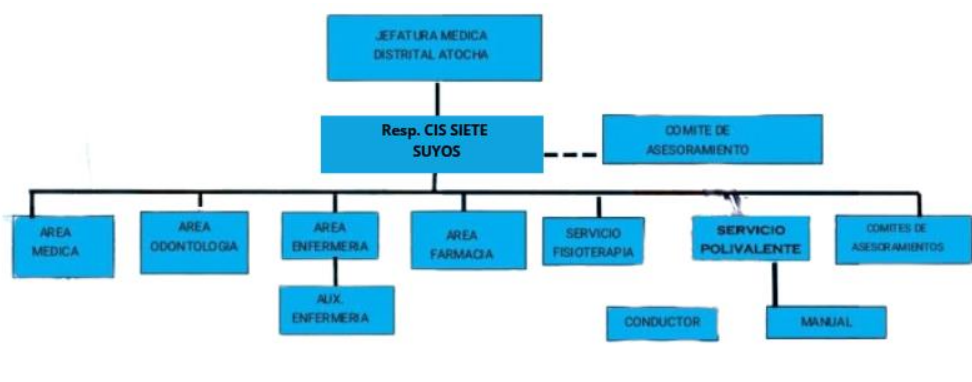 JEFATURA MEDICA
DISTRITAL ATOCHA
Resp. CIS SIETE
SUYOS
COMITE DE
ASESORAMIENTO
AREA
MEDICA
AREA
ODONTOLOGIA
AREA
ENFERMERIA
AREA
FARMACIA
SERVICIO
FISIOTERAPIA
SERVICIO
POLIVALENTE
COMITES DE
ASESORAMIENTOS
AUX.
ENFERMERIA
CONDUCTOR
MANUAL